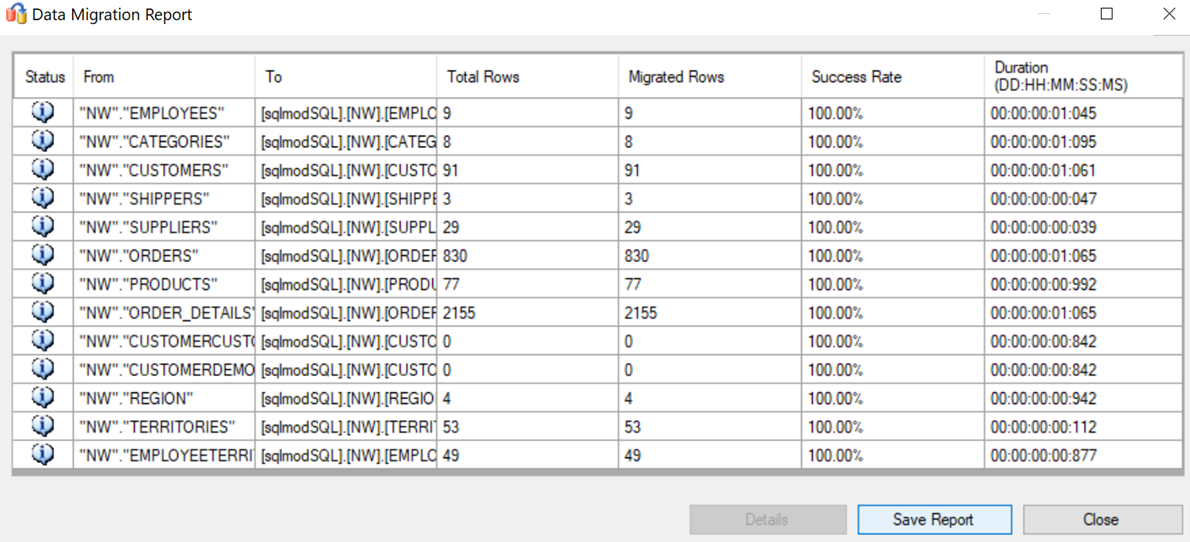 Data Migration Report
Status From To Total Rows Migrated Rows Success Rate Duration
(DD:HH:MM:SS:MS)
"NW"."EMPLOYEES" [sqlmodSQL].[NW].[EMPLO 9 9 100.00% 00:00:00:01:045
"NW"."CATEGORIES" [sqlmodSQL].[NW].[CATEG 8 8 100.00% 00:00:00:01:095
"NW"."CUSTOMERS" [sqlmodSQL].[NW].[CUSTO 91 91 100.00% 00:00:00:01:061
"NW"."SHIPPERS" [sqlmodSQL].[NW].[SHIPPE 3 3 100.00% 00:00:00:00:047
"NW"."SUPPLIERS" [sqlmodSQL].[NW].[SUPPL 29 29 100.00% 00:00:00:00:039
"NW"."ORDERS" [sqlmodSQL].[NW].[ORDER 830 830 100.00% 00:00:00:01:065
"NW"."PRODUCTS" [sqlmodSQL].[NW].[PRODU 77 77 100.00% 00:00:00:00:992
"NW"."ORDER_DETAILS" [sqlmodSQL].[NW].[ORDER 2155 2155 100.00% 00:00:00:01:065
"NW"."CUSTOMERCUSTO [sqlmodSQL].[NW].[CUSTO 0 0 100.00% 00:00:00:00:842
"NW"."CUSTOMERDEMO [sqlmodSQL].[NW].[CUSTO 0 0 100.00% 00:00:00:00:842
"NW"."REGION" [sqlmodSQL].[NW].[REGIO 4 4 100.00% 00:00:00:00:942
"NW"."TERRITORIES" [sqlmodSQL].[NW].[TERRI 53 53 100.00% 00:00:00:00:112
"NW"."EMPLOYEETERRI [sqlmodSQL].[NW].[EMPLO 49 49 100.00% 00:00:00:00:877
Details Save Report Close